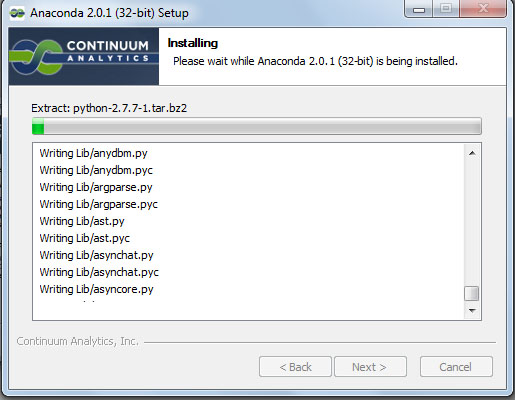 Anaconda 2.0.1 (32-bit) Setup
CONTINUUM
ANALYTICS
Installing
Please wait while Anaconda 2.0.1 (32-bit) is being installed.
Extract: python-2.7.7-1.tar.bz2
Writing Lib/anydbm.py
Writing Lib/anydbm.pyc
Writing Lib/argparse.py
Writing Lib/argparse.pyc
Writing Lib/ast.py
Writing Lib/ast.pyc
Writing Lib/asynchat.py
Writing Lib/asynchat.pyc
Writing Lib/asyncore.py
Continuum Analytics, Inc.
< Back
Next >
Cancel